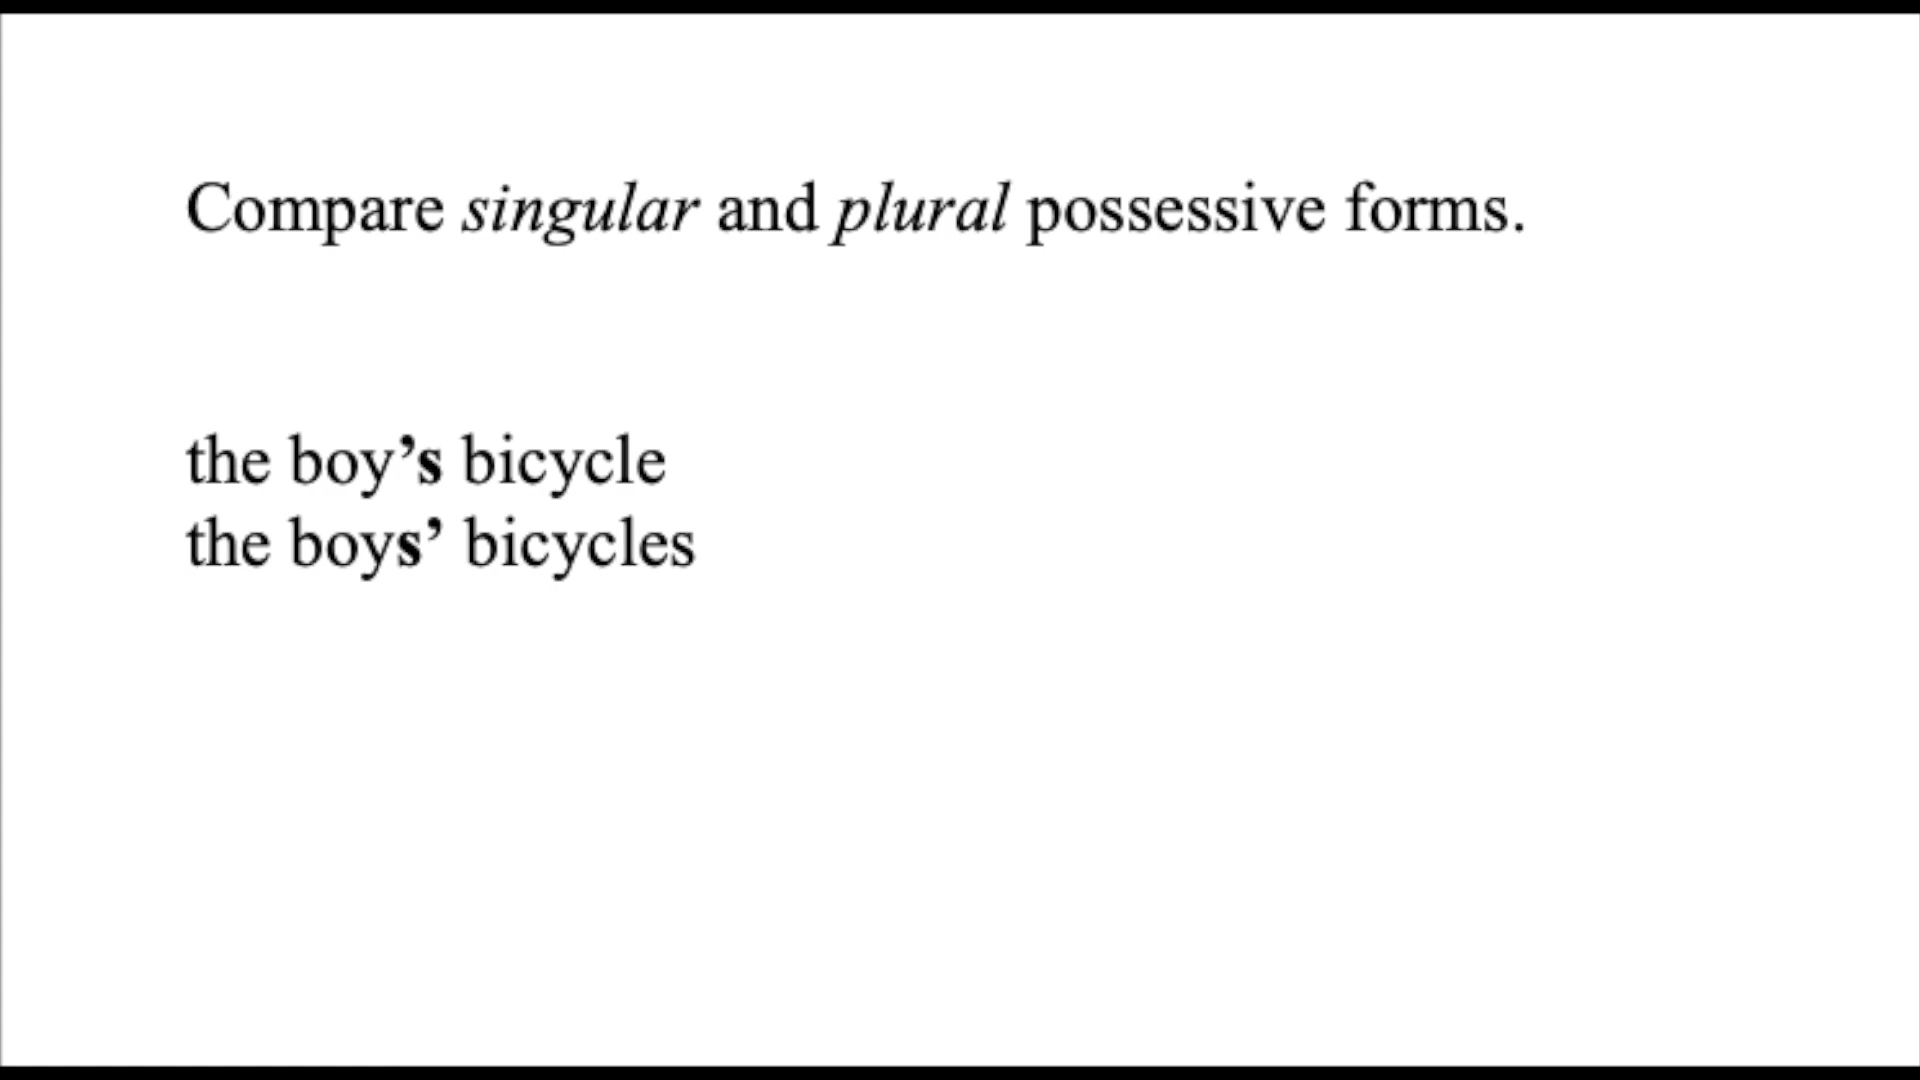 Compare singular and plural possessive forms.
the boy’s bicycle
the boys’ bicycles